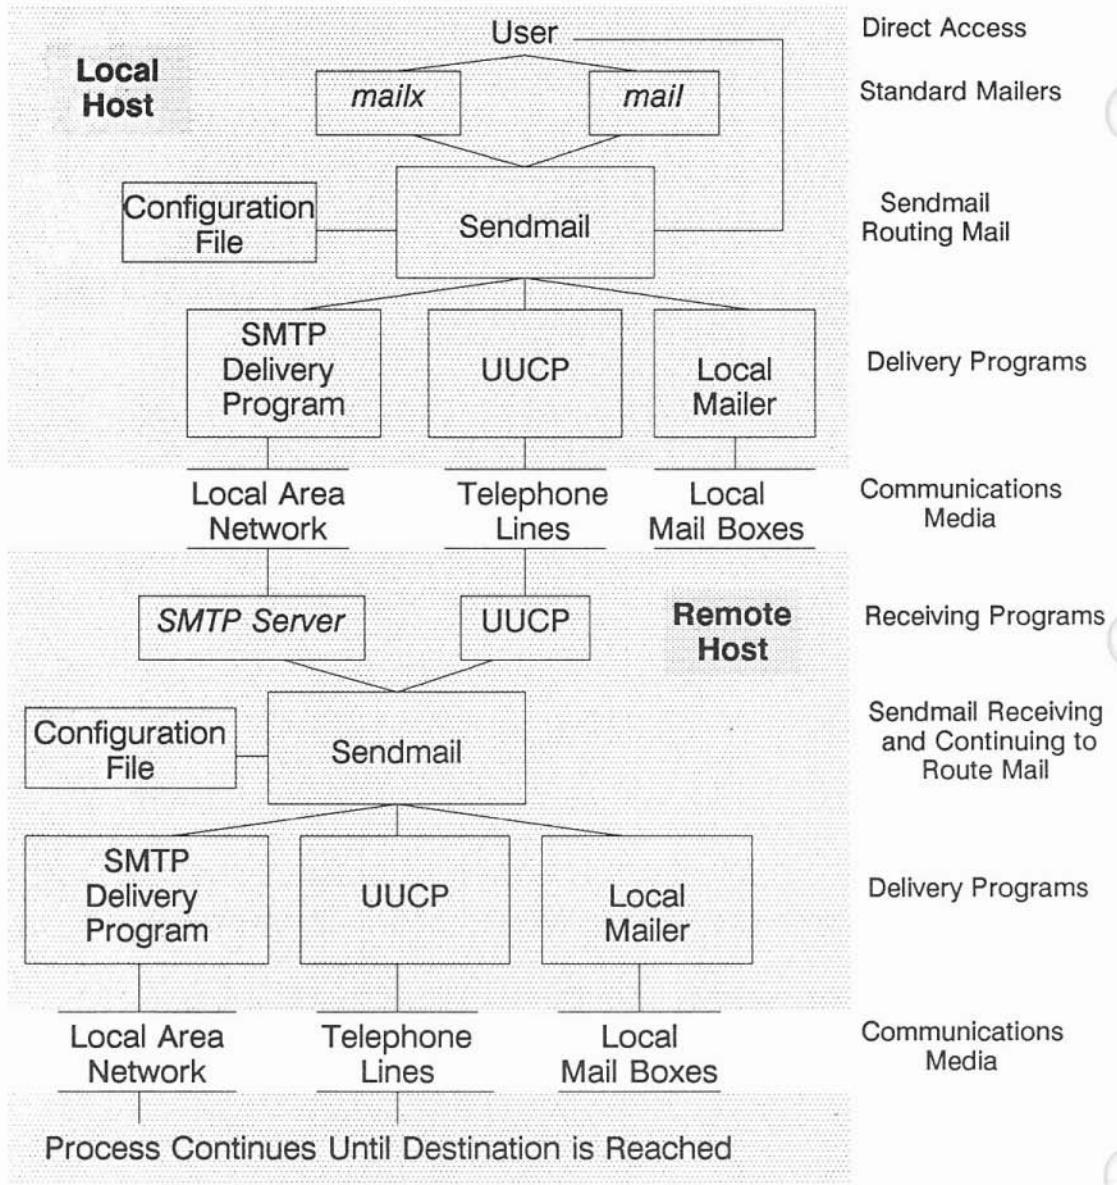 User
Direct Access
Local
Host
mailx
mail
Standard Mailers
Configuration
File
Sendmail
Sendmail
Routing Mail
SMTP
Delivery
Program
UUCP
Local
Mailer
Delivery Programs
Local Area
Network
Telephone
Lines
Local
Mail Boxes
Communications
Media
SMTP Server
UUCP
Remote
Host
Receiving Programs
Configuration
File
Sendmail
Sendmail Receiving
and Continuing to
Route Mail
SMTP
Delivery
Program
UUCP
Local
Mailer
Delivery Programs
Local Area
Network
Telephone
Lines
Local
Mail Boxes
Communications
Media
Process Continues Until Destination is Reached